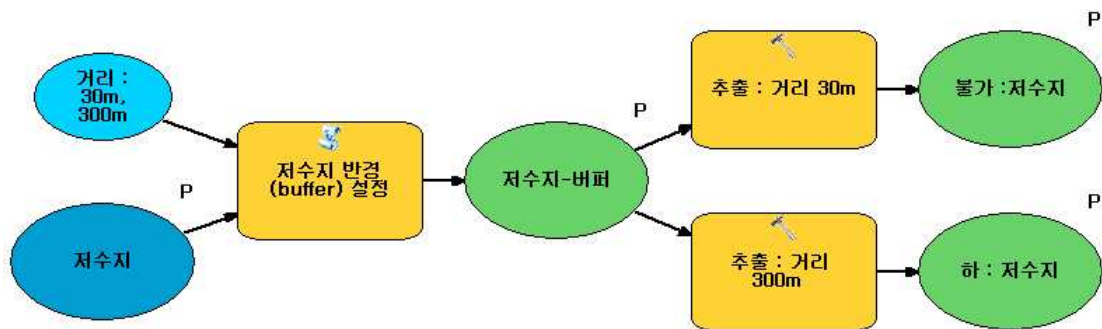 거리 :
30m,
300m
P
저수지
저수지 반경
(buffer) 설정
저수지-버퍼
P
추출 : 거리 30m
P
불가 :저수지
추출 : 거리
300m
P
하 : 저수지